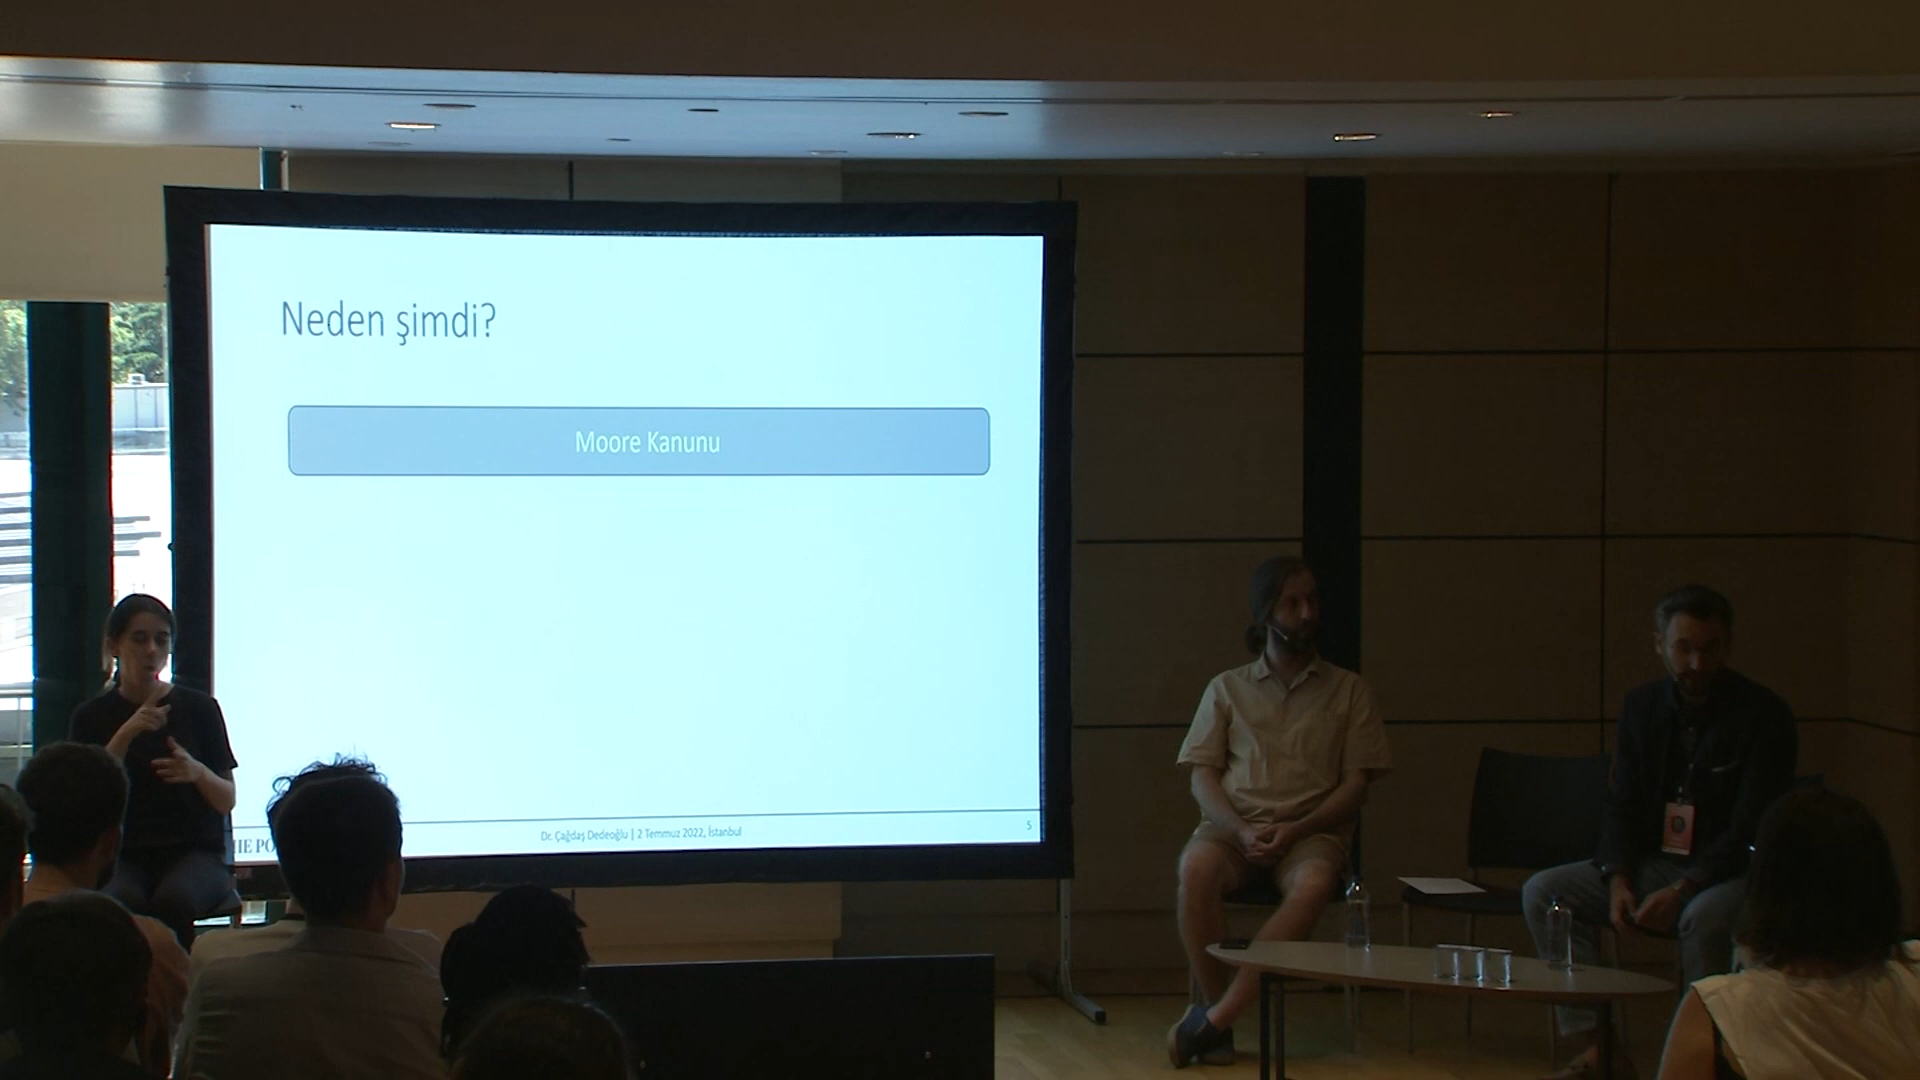 Neden şimdi?
Moore Kanunu
Dr. Çağdaş Dedeoğlu | 2 Temmuz 2022, İstanbul
5